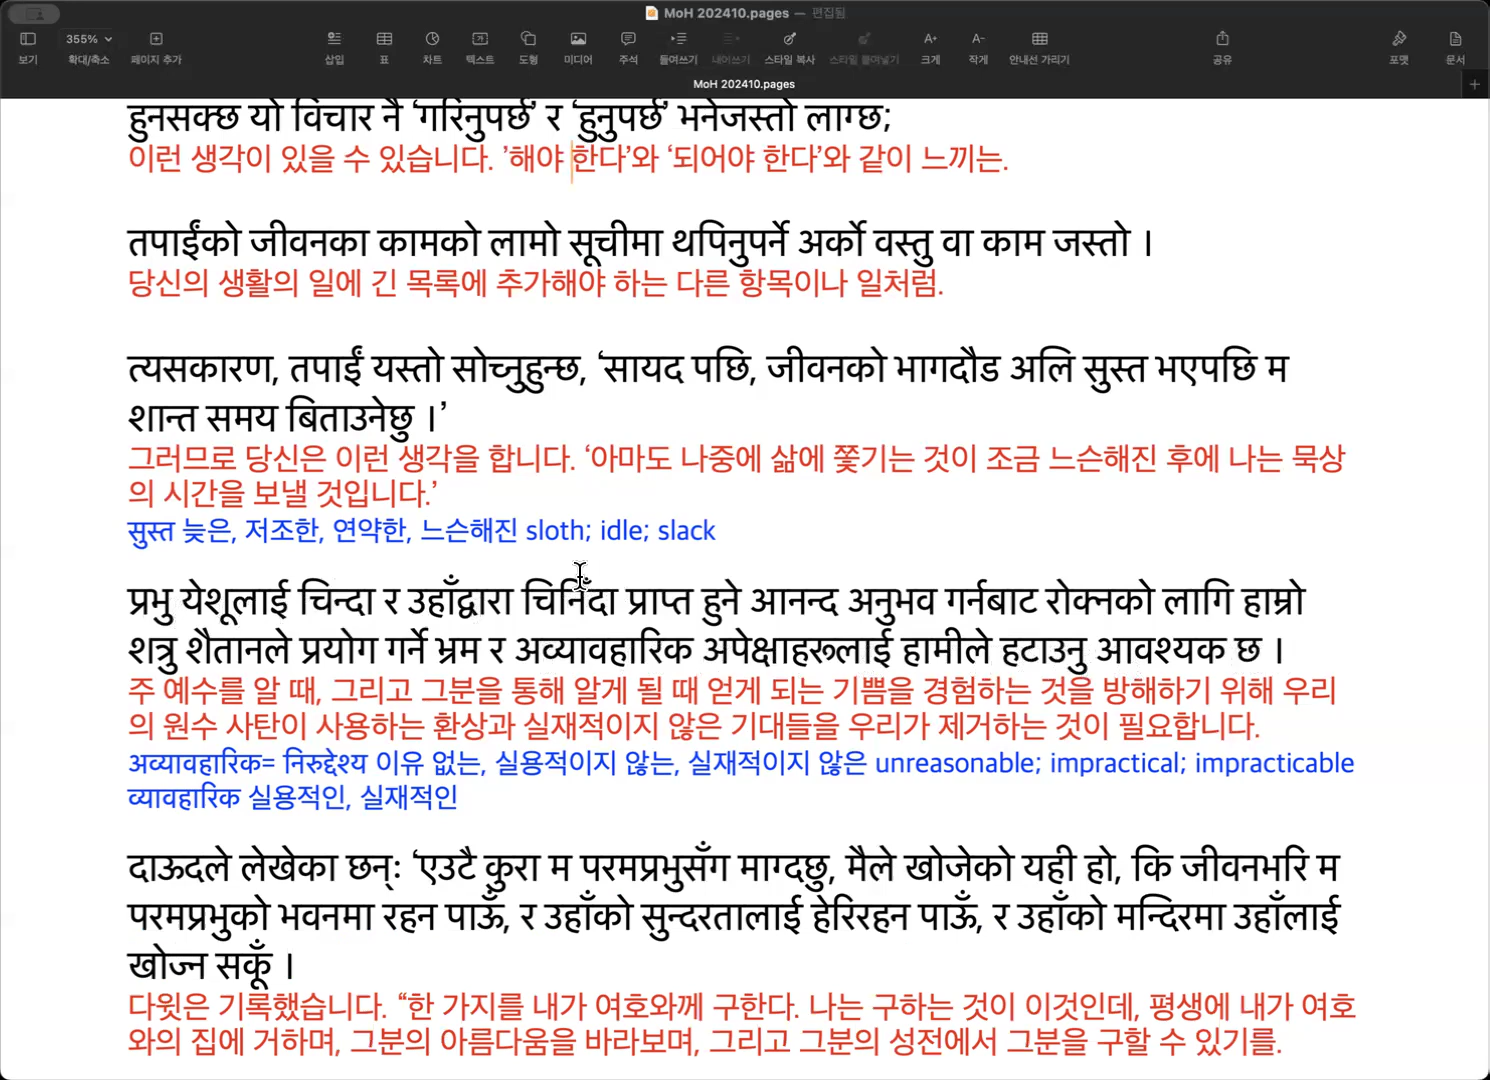 MoH 202410.pages — 편집됨
355%
보기 확대/축소 페이지 추가 삽입 표 차트 텍스트 도형 미디어 주석 들여쓰기 내어쓰기 스타일 복사 스타일 붙여넣기 크게 작게 안내선 가리기 공유 포맷 문서
MoH 202410.pages
हुनसक्छ यो विचार नै ‘गरिनुपर्छ’ र ‘हुनुपर्छ’ भनेजस्तो लाग्छ;
이런 생각이 있을 수 있습니다. ’해야 한다’와 ‘되어야 한다’와 같이 느끼는.
तपाईंको जीवनका कामको लामो सूचीमा थपिनुपर्ने अर्को वस्तु वा काम जस्तो ।
당신의 생활의 일에 긴 목록에 추가해야 하는 다른 항목이나 일처럼.
त्यसकारण, तपाईं यस्तो सोच्नुहुन्छ, ‘सायद पछि, जीवनको भागदौड अलि सुस्त भएपछि म
शान्त समय बिताउनेछु ।’
그러므로 당신은 이런 생각을 합니다. ‘아마도 나중에 삶에 쫓기는 것이 조금 느슨해진 후에 나는 묵상
의 시간을 보낼 것입니다.’
सुस्त 늦은, 저조한, 연약한, 느슨해진 sloth; idle; slack
प्रभु येशूलाई चिन्दा र उहाँद्वारा चिनिंदा प्राप्त हुने आनन्द अनुभव गर्नबाट रोक्नको लागि हाम्रो
शत्रु शैतानले प्रयोग गर्ने भ्रम र अव्यावहारिक अपेक्षाहरूलाई हामीले हटाउनु आवश्यक छ ।
주 예수를 알 때, 그리고 그분을 통해 알게 될 때 얻게 되는 기쁨을 경험하는 것을 방해하기 위해 우리
의 원수 사탄이 사용하는 환상과 실재적이지 않은 기대들을 우리가 제거하는 것이 필요합니다.
अव्यावहारिक= निरुद्देश्य 이유 없는, 실용적이지 않는, 실재적이지 않은 unreasonable; impractical; impracticable
व्यावहारिक 실용적인, 실재적인
दाऊदले लेखेका छन्: ‘एउटै कुरा म परमप्रभुसँग माग्दछु, मैले खोजेको यही हो, कि जीवनभरि म
परमप्रभुको भवनमा रहन पाऊँ, र उहाँको सुन्दरतालाई हेरिरहन पाऊँ, र उहाँको मन्दिरमा उहाँलाई
खोज्न सकूँ ।
다윗은 기록했습니다. “한 가지를 내가 여호와께 구한다. 나는 구하는 것이 이것인데, 평생에 내가 여호
와의 집에 거하며, 그분의 아름다움을 바라보며, 그리고 그분의 성전에서 그분을 구할 수 있기를.